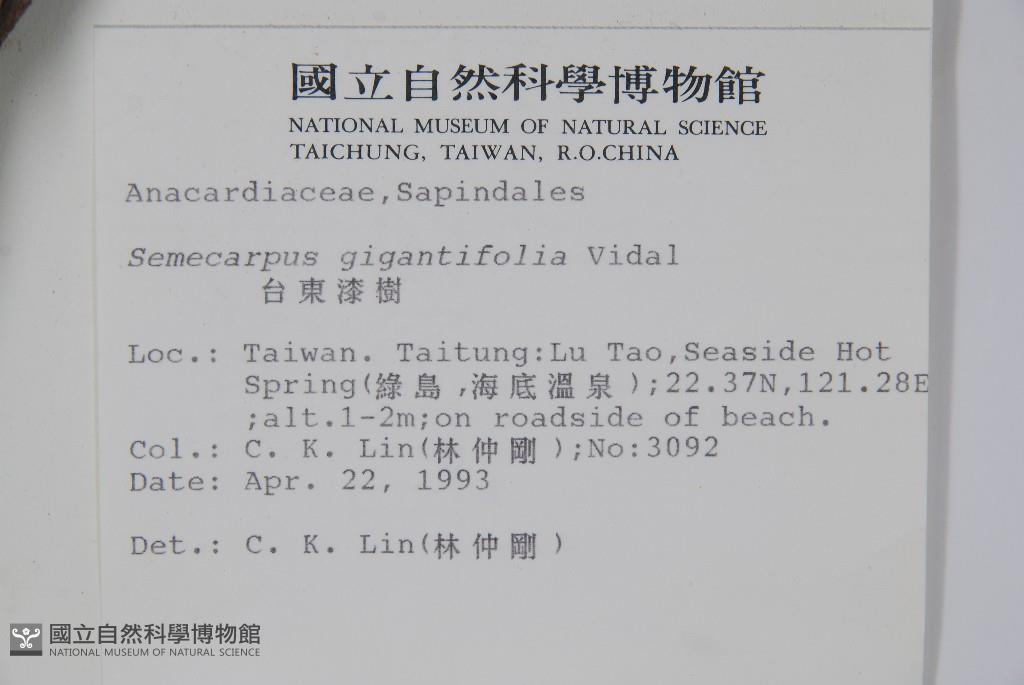 國立自然科學博物館
NATIONAL MUSEUM OF NATURAL SCIENCE
TAICHUNG, TAIWAN, R.O.CHINA
Anacardiaceae,Sapindales
Semecarpus gigantifolia Vidal
台東漆樹
Loc.: Taiwan. Taitung:Lu Tao,Seaside Hot
Spring(綠島,海底溫泉);22.37N,121.28E
;alt.1-2m;on roadside of beach.
Col.: C. K. Lin(林仲剛);No:3092
Date: Apr. 22, 1993
Det.: C. K. Lin(林仲剛)
國立自然科學博物館
NATIONAL MUSEUM OF NATURAL SCIENCE